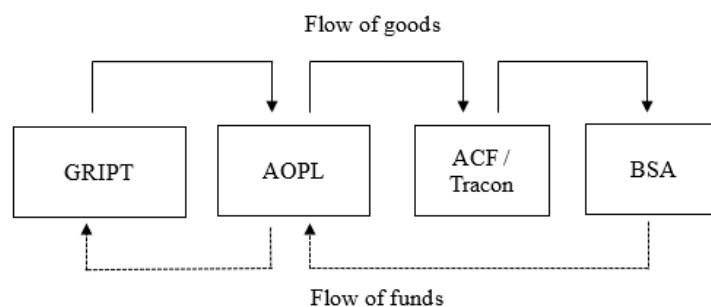 Flow of goods
GRIPT
AOPL
ACF /
Tracon
BSA
Flow of funds